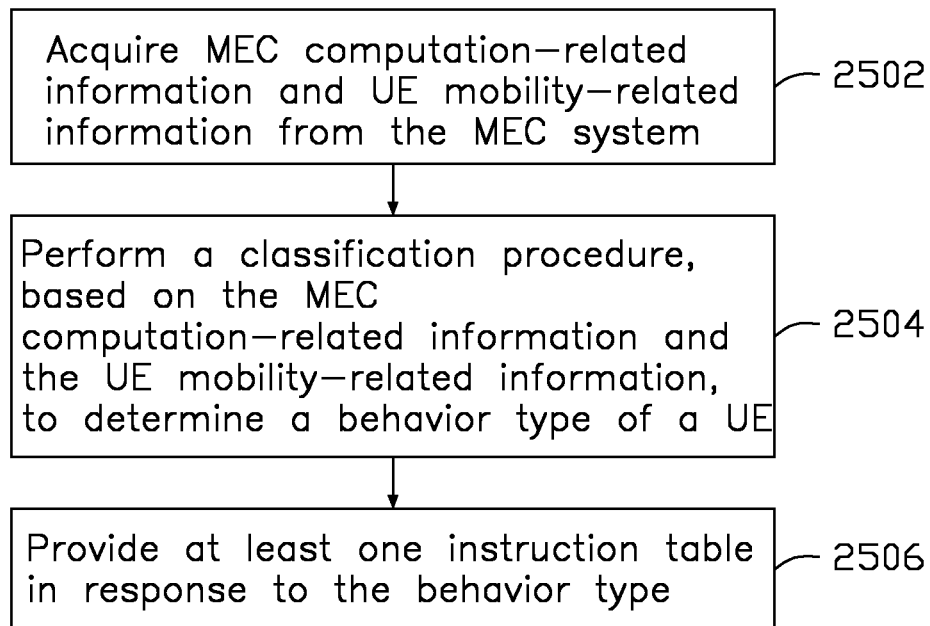 Acquire MEC computation-related
information and UE mobility-related
information from the MEC system
2502
Perform a classification procedure,
based on the MEC
computation-related information and
the UE mobility-related information,
to determine a behavior type of a UE
2504
Provide at least one instruction table
in response to the behavior type
2506